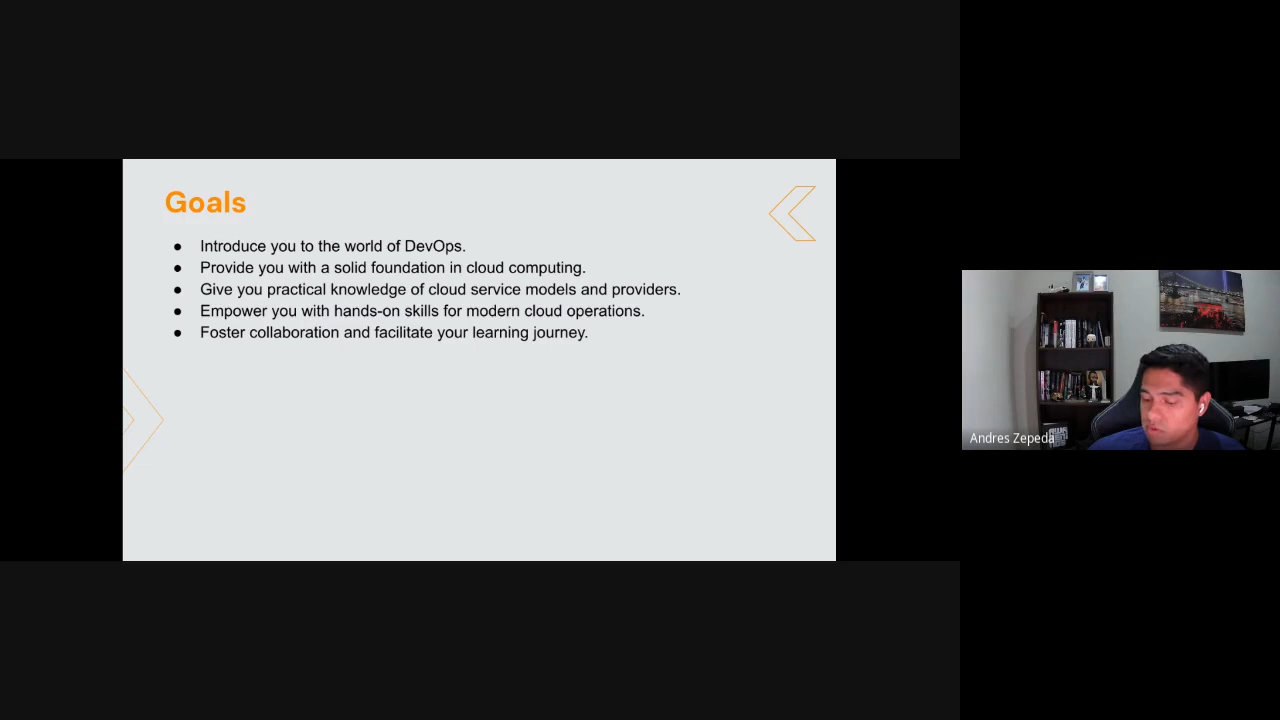 Goals
● Introduce you to the world of DevOps.
● Provide you with a solid foundation in cloud computing.
● Give you practical knowledge of cloud service models and providers.
● Empower you with hands-on skills for modern cloud operations.
● Foster collaboration and facilitate your learning journey.
Andres Zepeda